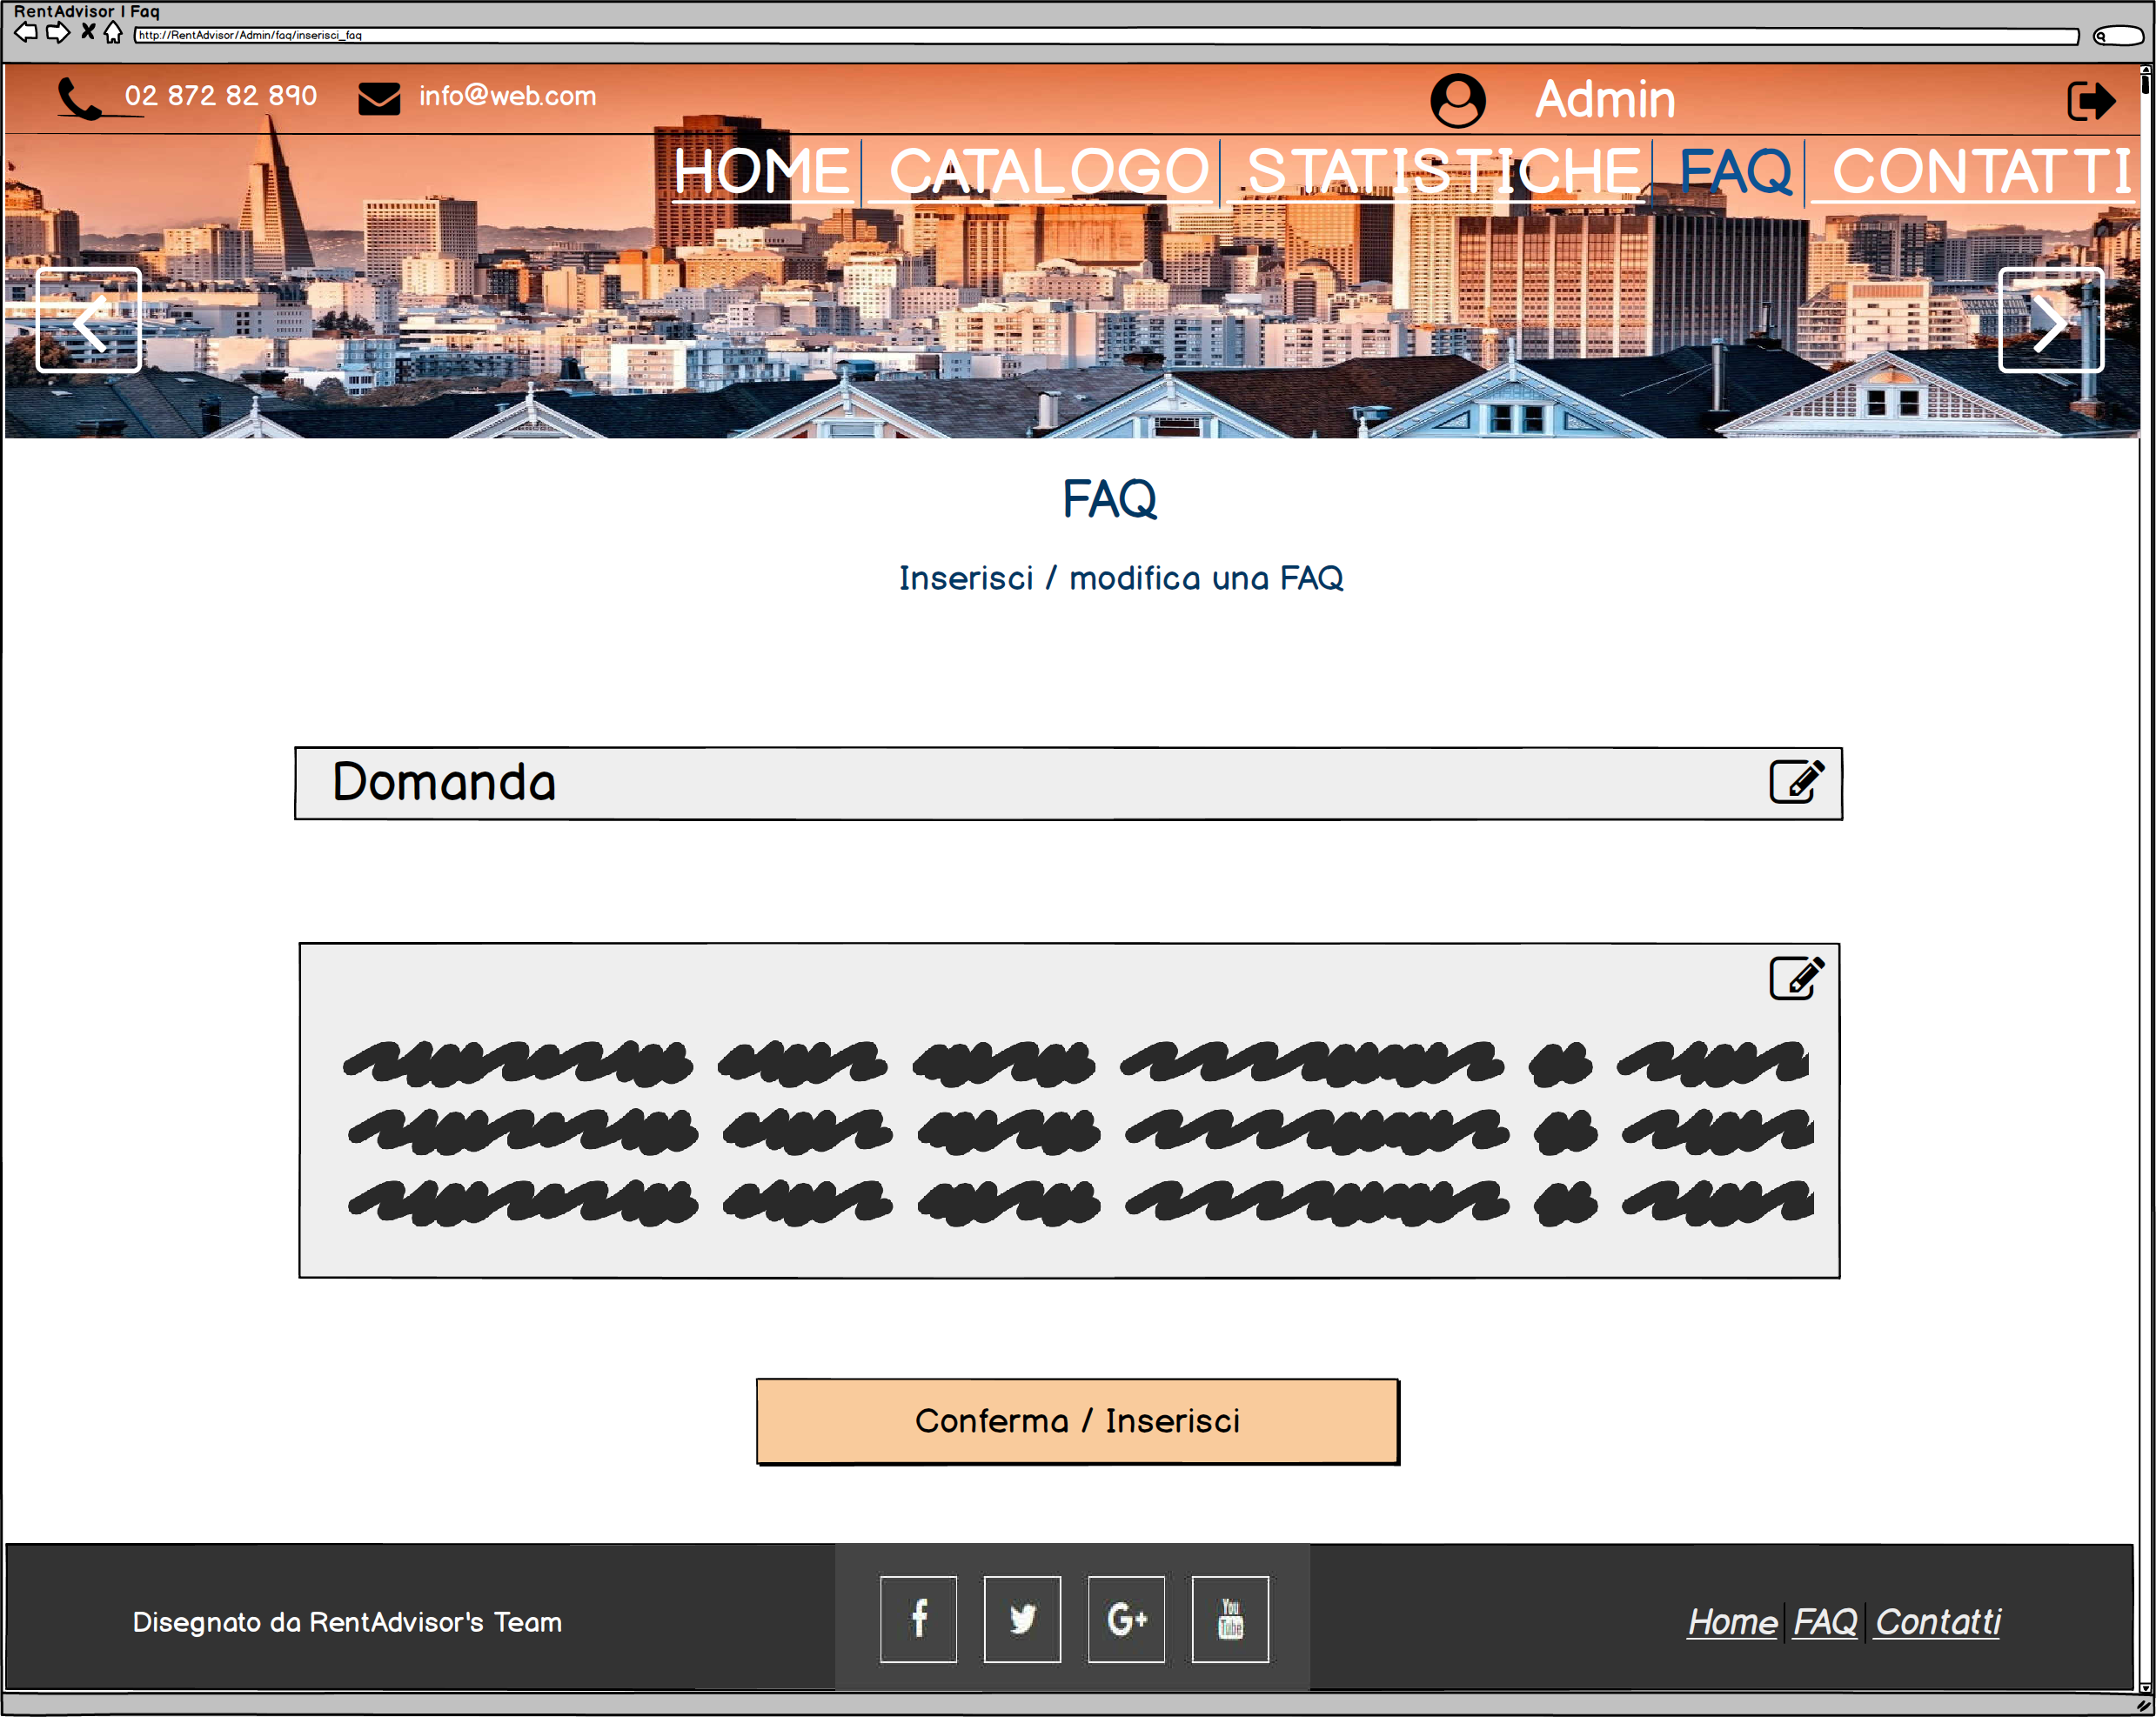 RentAdvisor | Faq
http://RentAdvisor/Admin/faq/inserisci_faq
02 872 82 890 info@web.com Admin
HOME CATALOGO STATISTICHE FAQ CONTATTI
FAQ
Inserisci / modifica una FAQ
Domanda
Conferma / Inserisci
Disegnato da RentAdvisor's Team
f G+ You Tube
Home FAQ Contatti